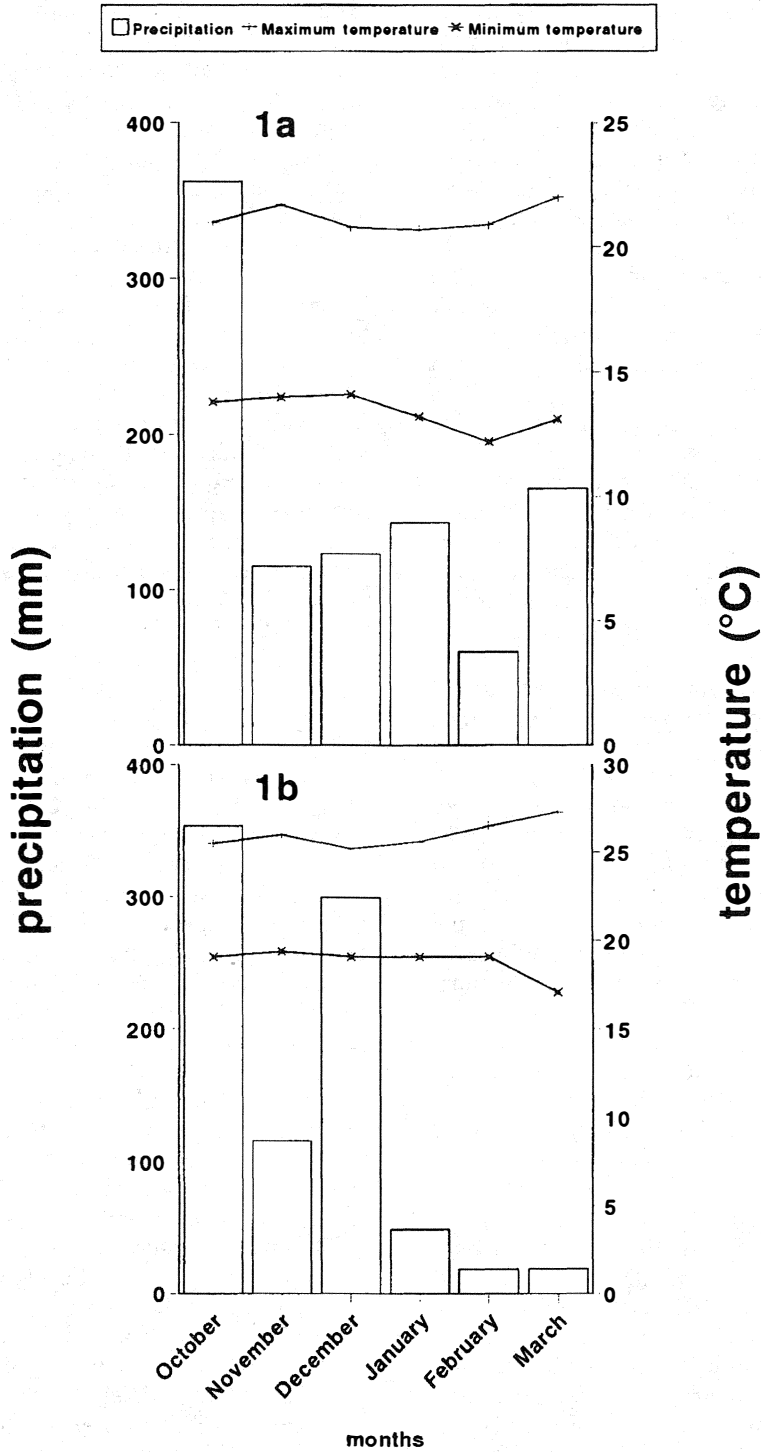 Precipitation Maximum temperature Minimum temperature
1a
400
300
200
100
0
25
20
15
10
5
0
1b
400
300
200
100
0
30
25
20
15
10
5
0
precipitation (mm)
temperature (°C)
October
November
December
January
February
March
months